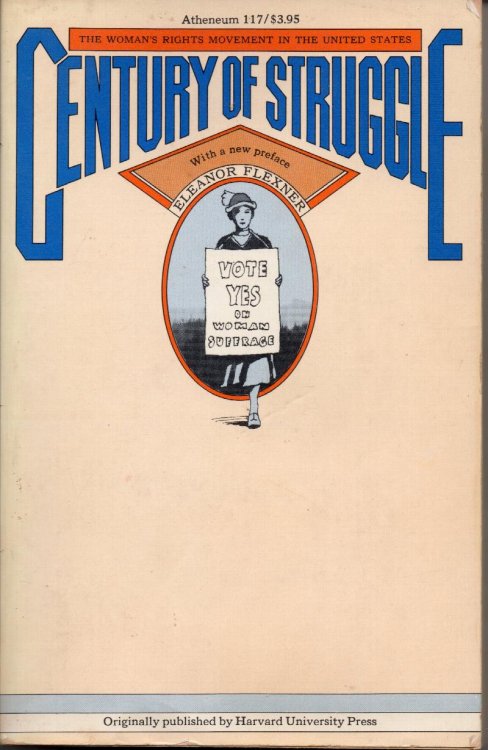 Atheneum 117/$3.95
THE WOMAN'S RIGHTS MOVEMENT IN THE UNITED STATES
CENTURY OF STRUGGLE
With a new preface
ELEANOR FLEXNER
VOTE
YES
ON
WOMAN
SUFFRAGE
Originally published by Harvard University Press